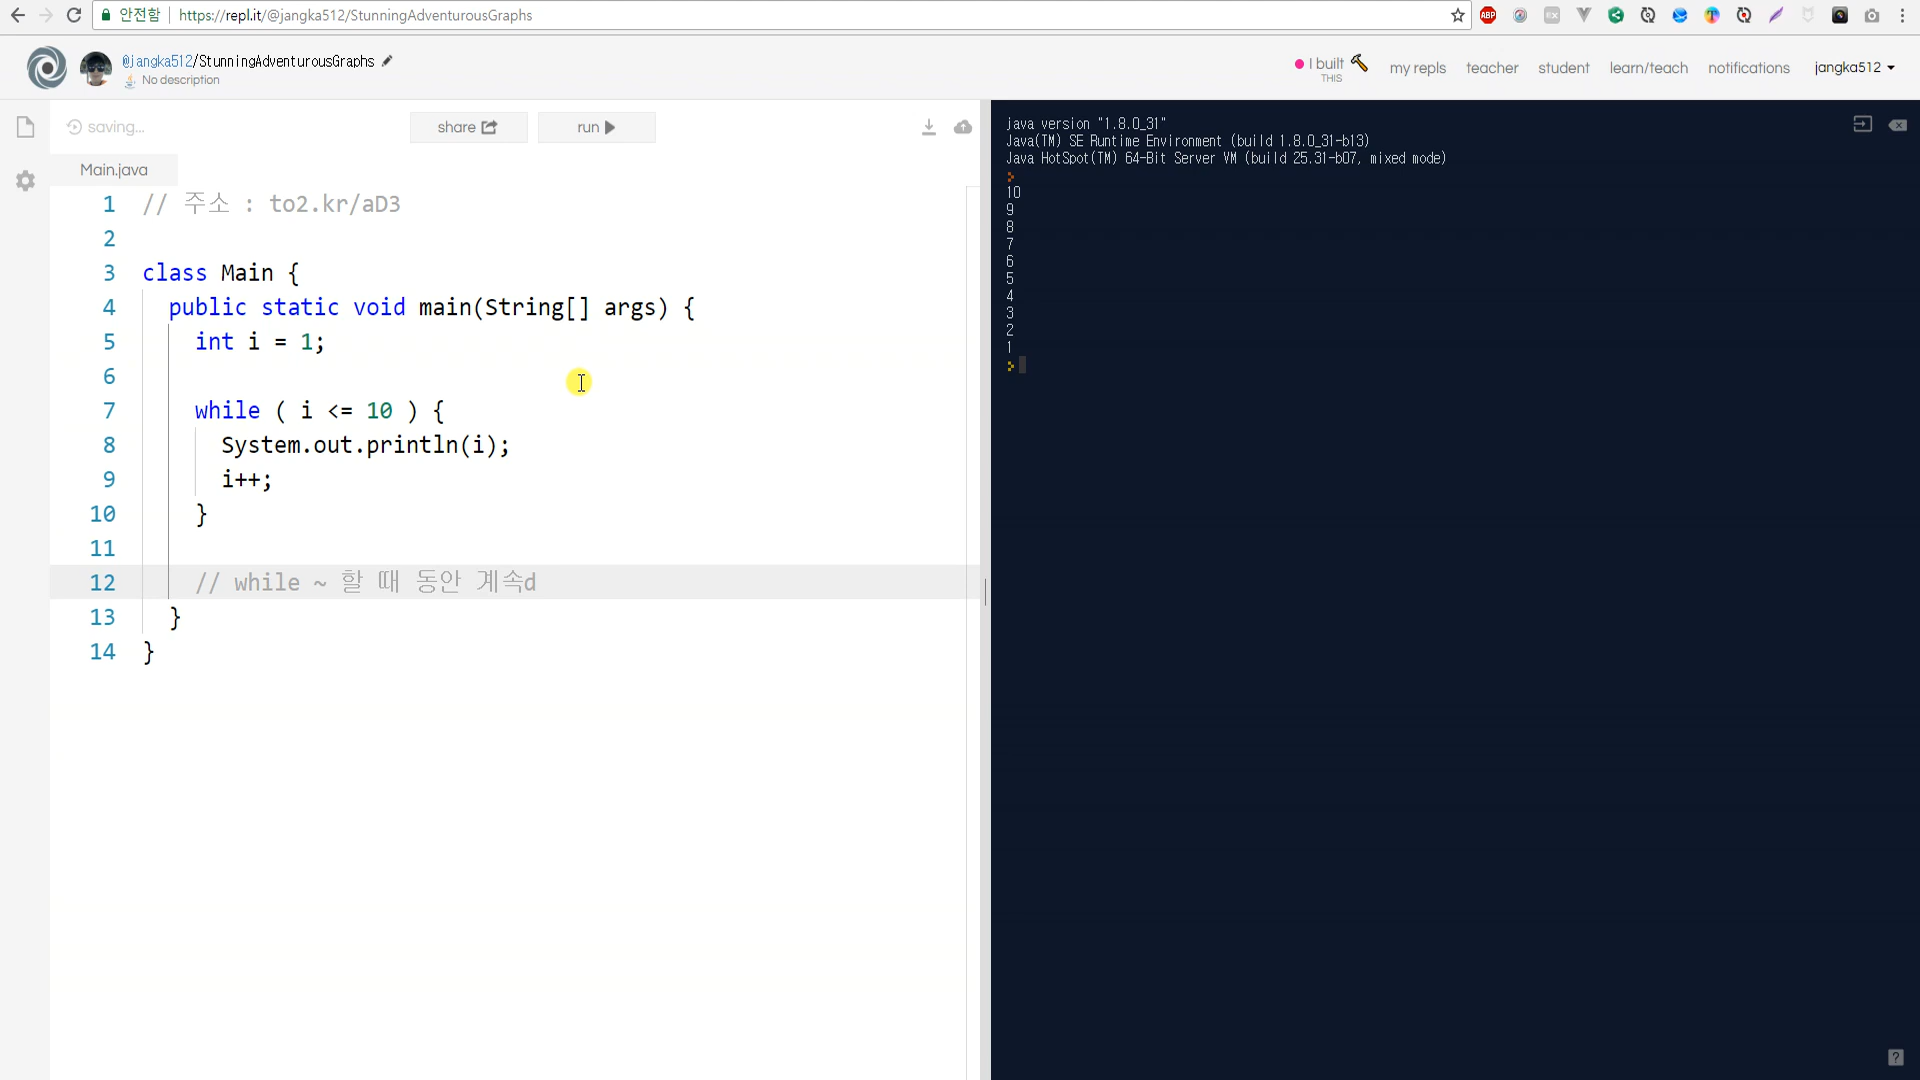 안전함
https://repl.it/@jangka512/StunningAdventurousGraphs
ABP
@jangka512/StunningAdventurousGraphs
No description
I built
THIS
my repls
teacher
student
learn/teach
notifications
jangka512
saving...
share
run
Main.java
1 // 주소 : to2.kr/aD3
2
3 class Main {
4 public static void main(String[] args) {
5 int i = 1;
6
7 while ( i <= 10 ) {
8 System.out.println(i);
9 i++;
10 }
11
12 // while ~ 할 때 동안 계속d
13 }
14 }
java version "1.8.0_31"
Java(TM) SE Runtime Environment (build 1.8.0_31-b13)
Java HotSpot(TM) 64-Bit Server VM (build 25.31-b07, mixed mode)
>
10
9
8
7
6
5
4
3
2
1
>
?